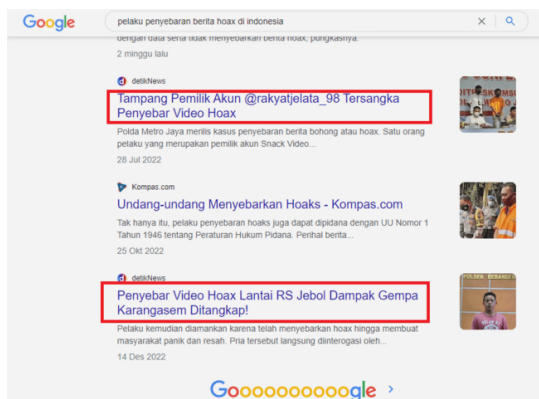 Google
pelaku penyebaran berita hoax di indonesia
dengan data serta tidak menyebarkan berita hoax, pungkasnya.
2 minggu lalu
detikNews
Tampang Pemilik Akun @rakyatjelata_98 Tersangka
Penyebar Video Hoax
Polda Metro Jaya merilis kasus penyebaran berita bohong atau hoax. Satu orang
pelaku yang merupakan pemilik akun Snack Video...
28 Jul 2022
Kompas.com
Undang-undang Menyebarkan Hoaks - Kompas.com
Tak hanya itu, pelaku penyebaran hoaks juga dapat dipidana dengan UU Nomor 1
Tahun 1946 tentang Peraturan Hukum Pidana. Perihal berita...
25 Okt 2022
detikNews
Penyebar Video Hoax Lantai RS Jebol Dampak Gempa
Karangasem Ditangkap!
Pelaku kemudian diamankan karena telah menyebarkan hoax hingga membuat
masyarakat panik dan resah. Pria tersebut langsung diinterogasi oleh...
14 Des 2022
Goooooooooogle